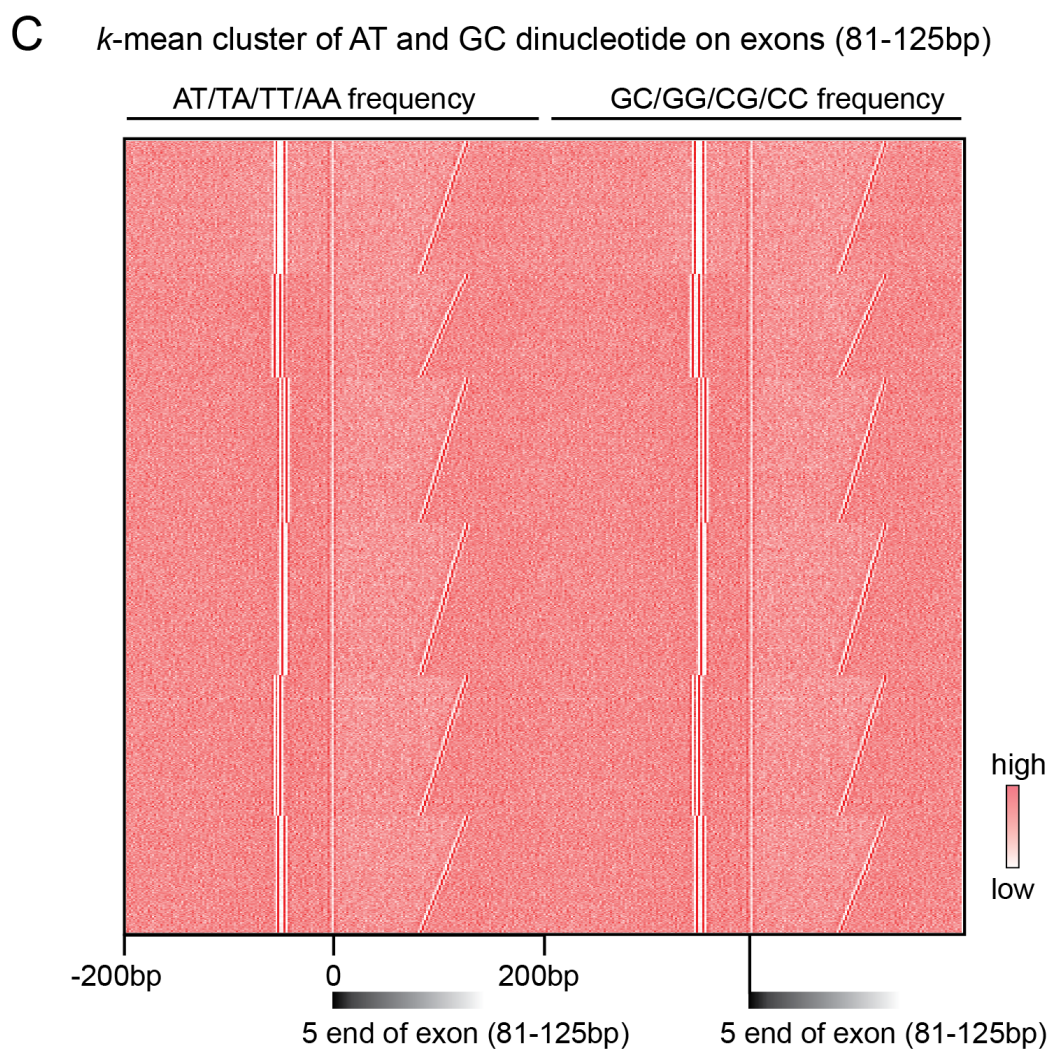 C k-mean cluster of AT and GC dinucleotide on exons (81-125bp)
AT/TA/TT/AA frequency GC/GG/CG/CC frequency
high
low
-200bp 0 200bp
5 end of exon (81-125bp) 5 end of exon (81-125bp)